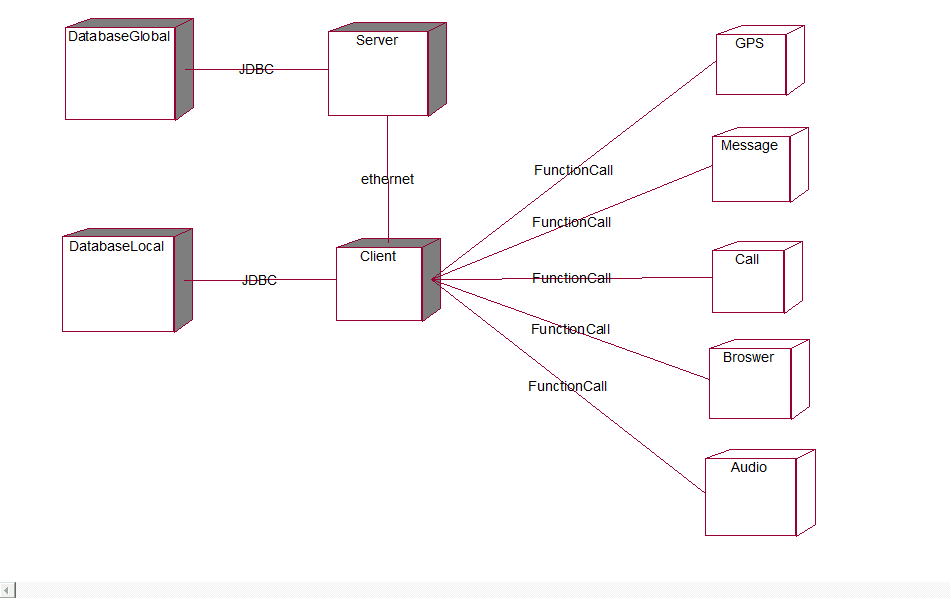 DatabaseGlobal
JDBC
Server
GPS
Message
FunctionCall
ethernet
FunctionCall
DatabaseLocal
JDBC
Client
FunctionCall
Call
FunctionCall
Broswer
FunctionCall
Audio